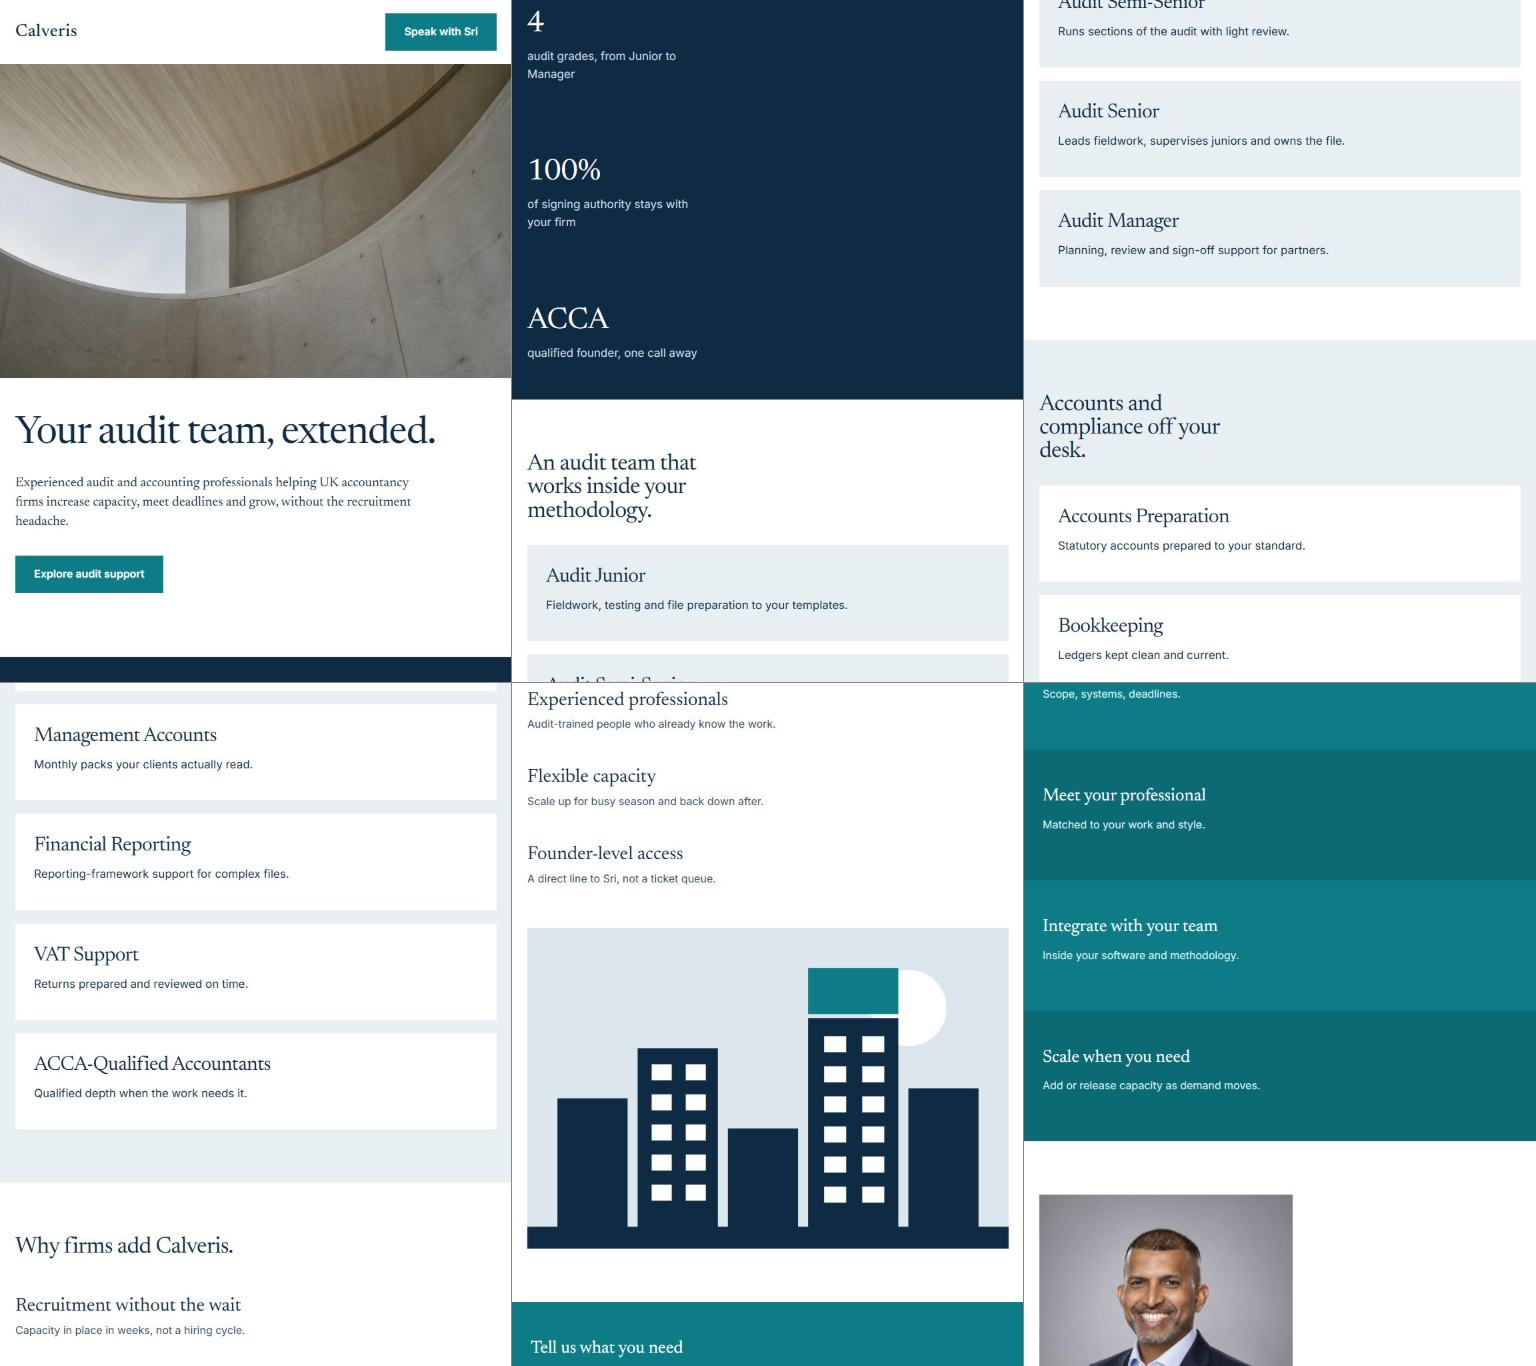 Calveris
Speak with Sri
Your audit team, extended.
Experienced audit and accounting professionals helping UK accountancy
firms increase capacity, meet deadlines and grow, without the recruitment
headache.
Explore audit support
4
audit grades, from Junior to
Manager
100%
of signing authority stays with
your firm
ACCA
qualified founder, one call away
An audit team that
works inside your
methodology.
Audit Junior
Fieldwork, testing and file preparation to your templates.
Audit Semi-Senior
Audit Semi-Senior
Runs sections of the audit with light review.
Audit Senior
Leads fieldwork, supervises juniors and owns the file.
Audit Manager
Planning, review and sign-off support for partners.
Accounts and
compliance off your
desk.
Accounts Preparation
Statutory accounts prepared to your standard.
Bookkeeping
Ledgers kept clean and current.
Management Accounts
Monthly packs your clients actually read.
Financial Reporting
Reporting-framework support for complex files.
VAT Support
Returns prepared and reviewed on time.
ACCA-Qualified Accountants
Qualified depth when the work needs it.
Why firms add Calveris.
Recruitment without the wait
Capacity in place in weeks, not a hiring cycle.
Experienced professionals
Audit-trained people who already know the work.
Flexible capacity
Scale up for busy season and back down after.
Founder-level access
A direct line to Sri, not a ticket queue.
Tell us what you need
Scope, systems, deadlines.
Meet your professional
Matched to your work and style.
Integrate with your team
Inside your software and methodology.
Scale when you need
Add or release capacity as demand moves.